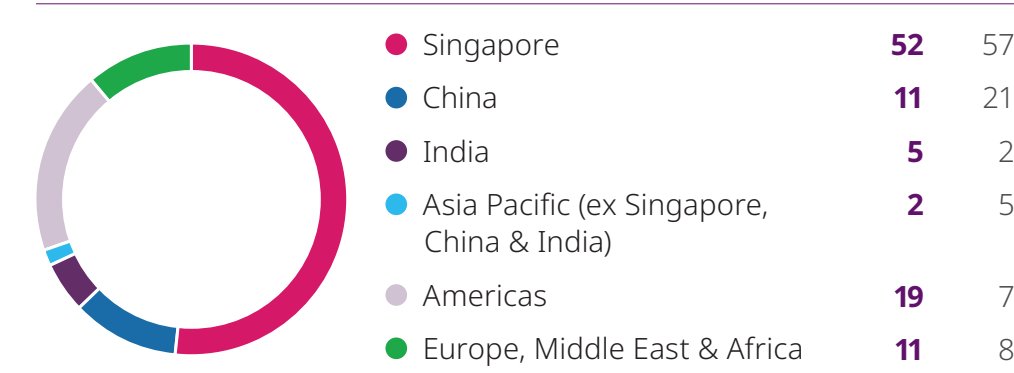 Singapore 52 57
China 11 21
India 5 2
Asia Pacific (ex Singapore, 2 5
China & India)
Americas 19 7
Europe, Middle East & Africa 11 8